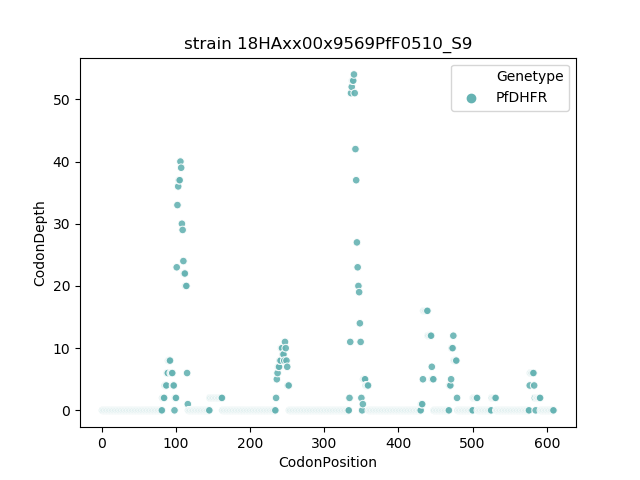 strain 18HAxx00x9569PfF0510_S9
Genetype
PfDHFR
CodonDepth
50
40
30
20
10
0
0 100 200 300 400 500 600
CodonPosition